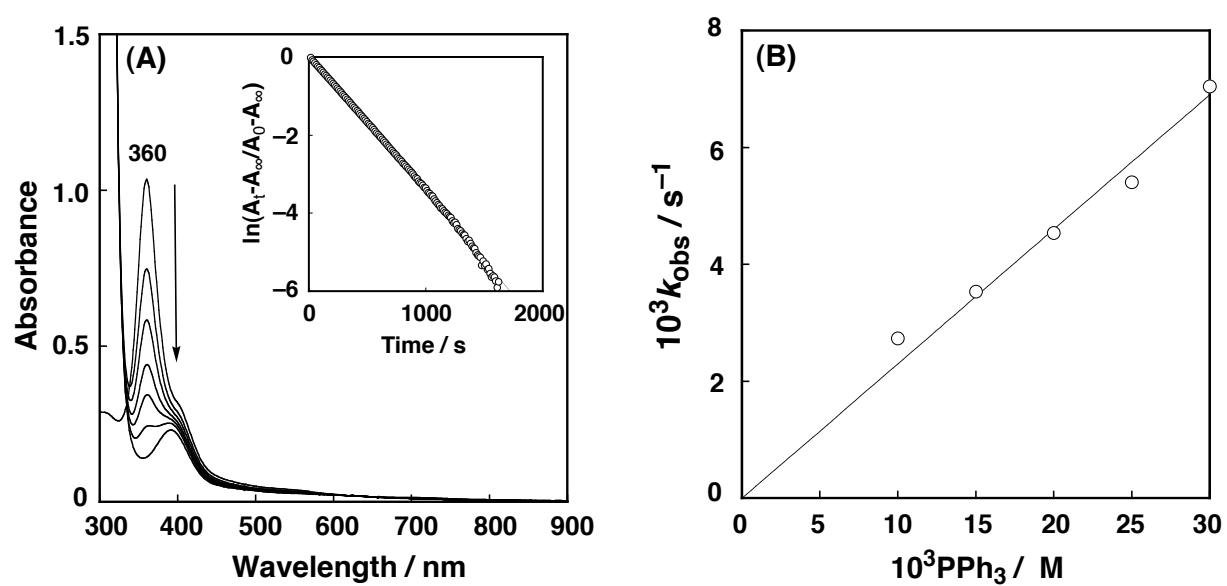 (A)
1.5
1.0
0.5
0
Absorbance
360
300 400 500 600 700 800 900
Wavelength / nm
0
−2
−4
−6
ln(At-A∞/A0-A∞)
0 1000 2000
Time / s
(B)
8
6
4
2
0
10³kobs / s−1
0 5 10 15 20 25 30
10³PPh3 / M